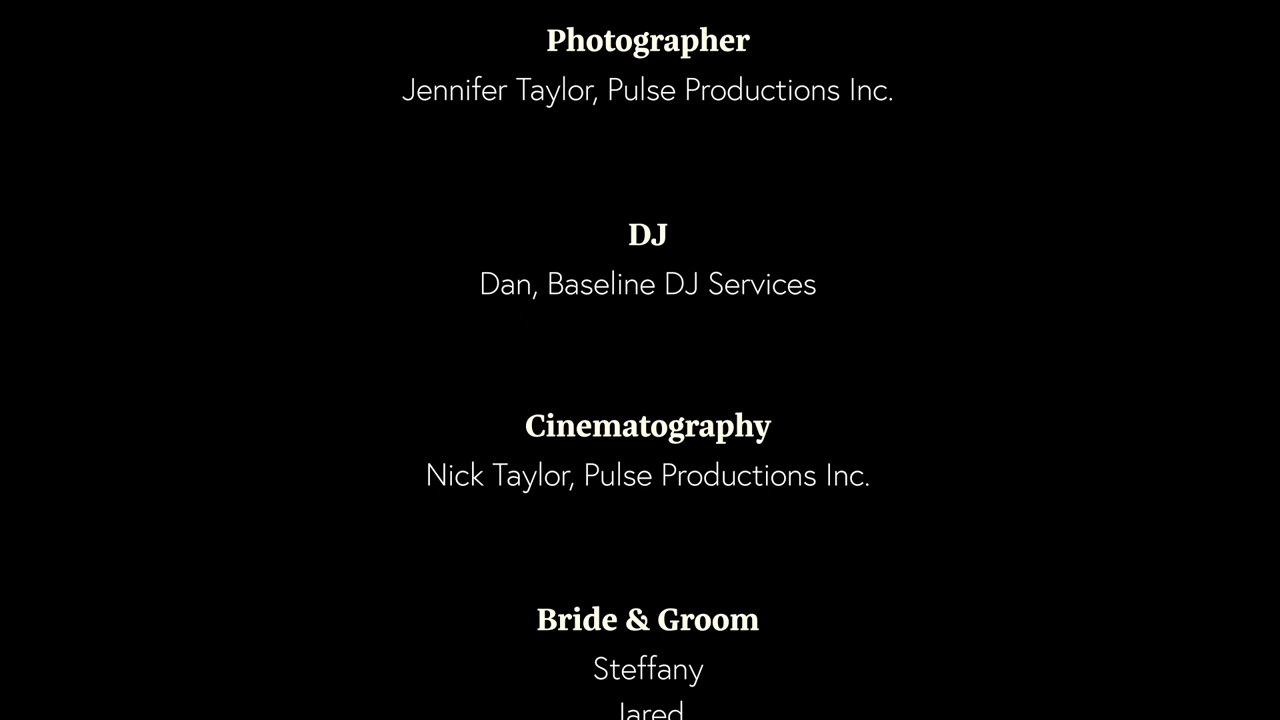 Photographer
Jennifer Taylor, Pulse Productions Inc.
DJ
Dan, Baseline DJ Services
Cinematography
Nick Taylor, Pulse Productions Inc.
Bride & Groom
Steffany
Jared